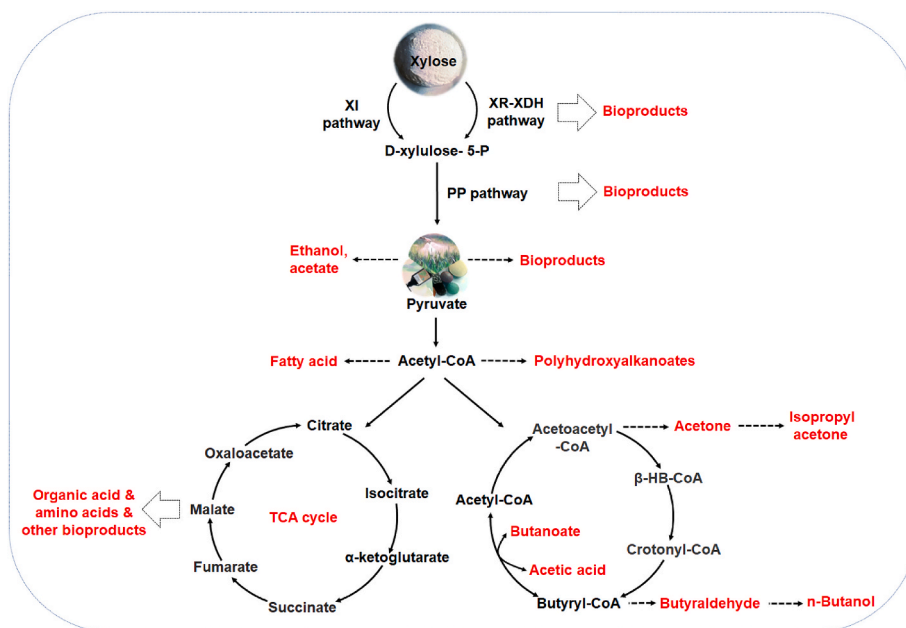 Xylose
XI
pathway
XR-XDH
pathway
Bioproducts
D-xylulose- 5-P
PP pathway
Bioproducts
Ethanol,
acetate
Bioproducts
Pyruvate
Fatty acid
Acetyl-CoA
Polyhydroxyalkanoates
Citrate
Oxaloacetate
Isocitrate
Organic acid &
amino acids &
other bioproducts
Malate
TCA cycle
α-ketoglutarate
Fumarate
Succinate
Acetoacetyl
-CoA
Acetone
Isopropyl
acetone
β-HB-CoA
Acetyl-CoA
Butanoate
Crotonyl-CoA
Acetic acid
Butyryl-CoA
Butyraldehyde
n-Butanol